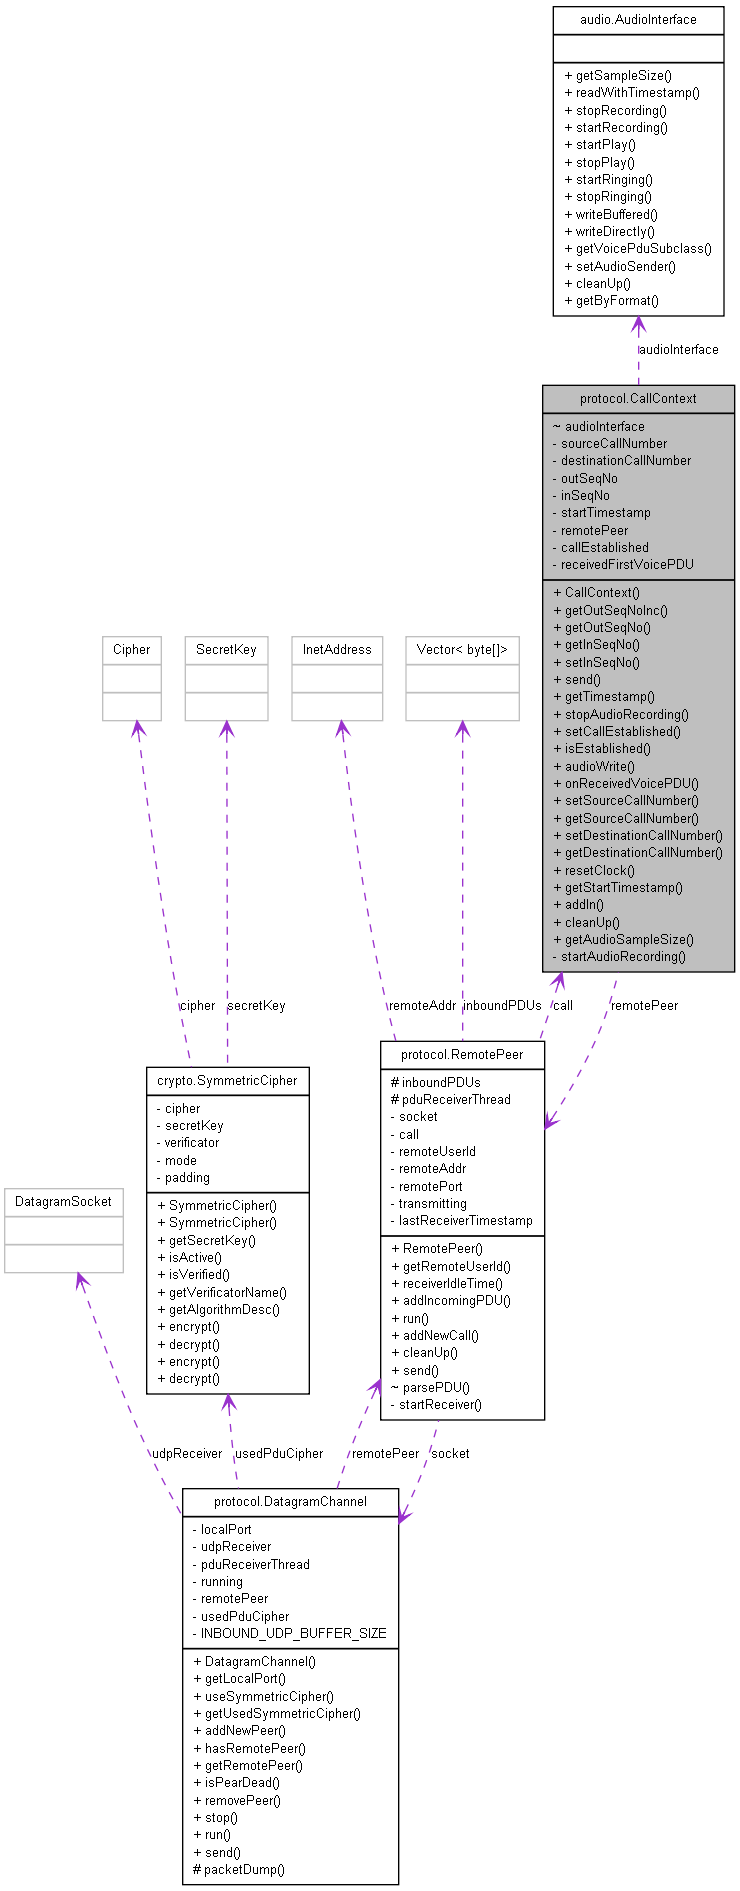 audio.AudioInterface
+ getSampleSize()
+ readWithTimestamp()
+ stopRecording()
+ startRecording()
+ startPlay()
+ stopPlay()
+ startRinging()
+ stopRinging()
+ writeBuffered()
+ writeDirectly()
+ getVoicePduSubclass()
+ setAudioSender()
+ cleanUp()
+ getByFormat()
audioInterface
protocol.CallContext
~ audioInterface
- sourceCallNumber
- destinationCallNumber
- outSeqNo
- inSeqNo
- startTimestamp
- remotePeer
- callEstablished
- receivedFirstVoicePDU
+ CallContext()
+ getOutSeqNoInc()
+ getOutSeqNo()
+ getInSeqNo()
+ setInSeqNo()
+ send()
+ getTimestamp()
+ stopAudioRecording()
+ setCallEstablished()
+ isEstablished()
+ audioWrite()
+ onReceivedVoicePDU()
+ setSourceCallNumber()
+ getSourceCallNumber()
+ setDestinationCallNumber()
+ getDestinationCallNumber()
+ resetClock()
+ getStartTimestamp()
+ addIn()
+ cleanUp()
+ getAudioSampleSize()
- startAudioRecording()
Cipher
SecretKey
InetAddress
Vector< byte[]>
cipher
secretKey
remoteAddr
inboundPDUs
call
remotePeer
crypto.SymmetricCipher
- cipher
- secretKey
- verificator
- mode
- padding
+ SymmetricCipher()
+ SymmetricCipher()
+ getSecretKey()
+ isActive()
+ isVerified()
+ getVerificatorName()
+ getAlgorithmDesc()
+ encrypt()
+ decrypt()
+ encrypt()
+ decrypt()
protocol.RemotePeer
# inboundPDUs
# pduReceiverThread
- socket
- call
- remoteUserId
- remoteAddr
- remotePort
- transmitting
- lastReceiverTimestamp
+ RemotePeer()
+ getRemoteUserId()
+ receiverIdleTime()
+ addIncomingPDU()
+ run()
+ addNewCall()
+ cleanUp()
+ send()
~ parsePDU()
- startReceiver()
DatagramSocket
udpReceiver
usedPduCipher
remotePeer
socket
protocol.DatagramChannel
- localPort
- udpReceiver
- pduReceiverThread
- running
- remotePeer
- usedPduCipher
- INBOUND_UDP_BUFFER_SIZE
+ DatagramChannel()
+ getLocalPort()
+ useSymmetricCipher()
+ getUsedSymmetricCipher()
+ addNewPeer()
+ hasRemotePeer()
+ getRemotePeer()
+ isPearDead()
+ removePeer()
+ stop()
+ run()
+ send()
# packetDump()